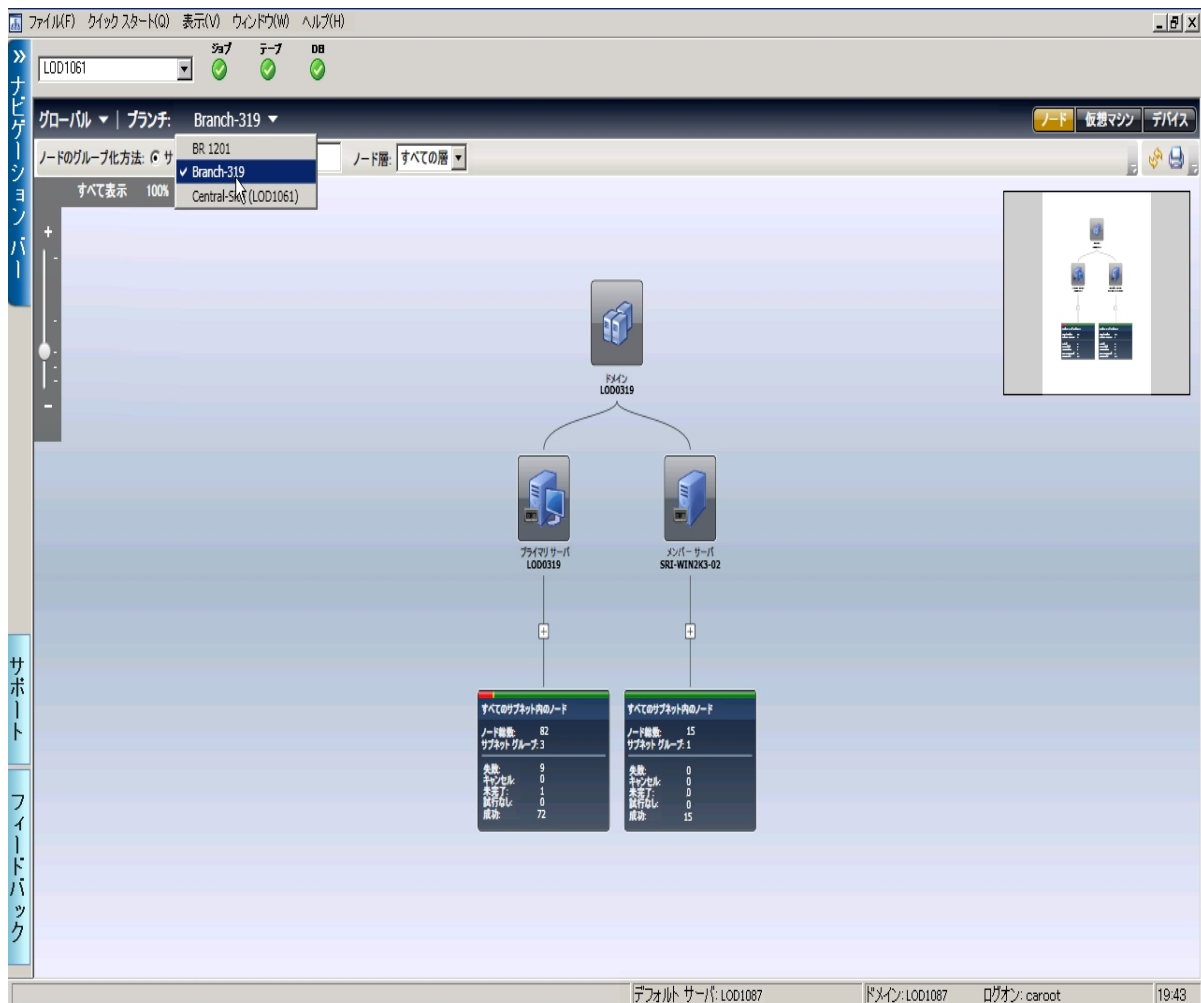 ファイル(F) クイック スタート(Q) 表示(V) ウィンドウ(W) ヘルプ(H)
ジョブ テープ DB
LOD1061
グローバル ブランチ: Branch-319
ノード 仮想マシン デバイス
BR 1201
ノードのグループ化方法: サ
ノード層: すべての層
Branch-319
すべて表示 100%
(LOD1061)
ナビゲーション バー
ドメイン
LOD0319
プライマリ サーバ
LOD0319
メンバー サーバ
SRI-WIN2K3-02
すべてのサブネット内のノード
ノード総数: 82
サブネット グループ: 3
失敗: 9
キャンセル: 0
未完了: 1
試行なし: 0
成功: 72
すべてのサブネット内のノード
ノード総数: 15
サブネット グループ: 1
失敗: 0
キャンセル: 0
未完了: 0
試行なし: 0
成功: 15
サポート
フィードバック
デフォルト サーバ: LOD1087
ドメイン: LOD1087
ログオン: caroot
19:43